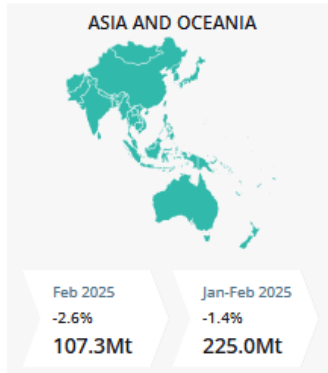 ASIA AND OCEANIA
Feb 2025
-2.6%
107.3Mt
Jan-Feb 2025
-1.4%
225.0Mt